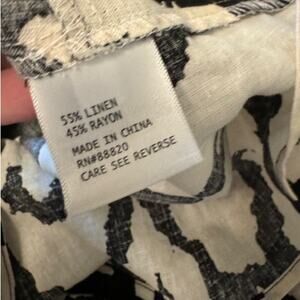 55% LINEN
45% RAYON
MADE IN CHINA
RN#88820
CARE SEE REVERSE